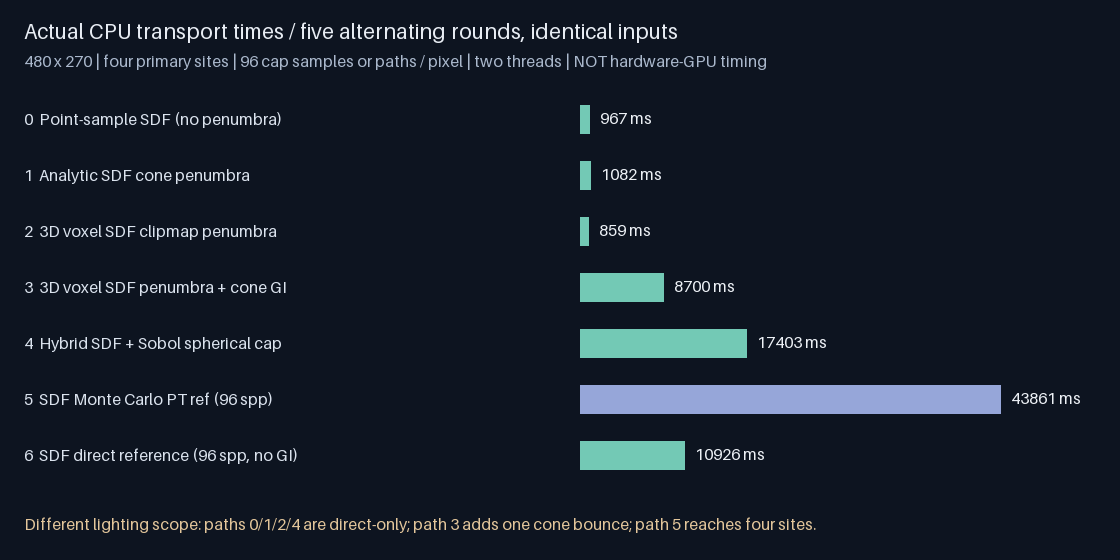 Actual CPU transport times / five alternating rounds, identical inputs
480 x 270 | four primary sites | 96 cap samples or paths / pixel | two threads | NOT hardware-GPU timing
0 Point-sample SDF (no penumbra) 967 ms
1 Analytic SDF cone penumbra 1082 ms
2 3D voxel SDF clipmap penumbra 859 ms
3 3D voxel SDF penumbra + cone GI 8700 ms
4 Hybrid SDF + Sobol spherical cap 17403 ms
5 SDF Monte Carlo PT ref (96 spp) 43861 ms
6 SDF direct reference (96 spp, no GI) 10926 ms
Different lighting scope: paths 0/1/2/4 are direct-only; path 3 adds one cone bounce; path 5 reaches four sites.